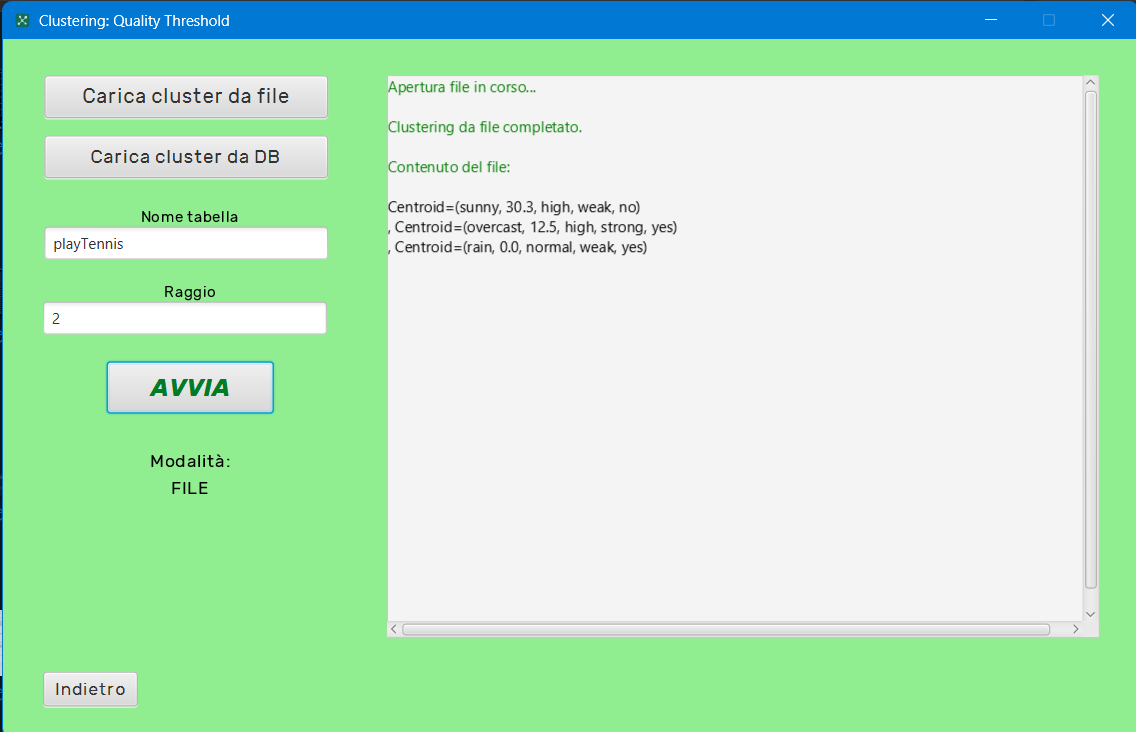 Clustering: Quality Threshold
Carica cluster da file
Carica cluster da DB
Nome tabella
playTennis
Raggio
2
AVVIA
Modalità:
FILE
Indietro
Apertura file in corso...
Clustering da file completato.
Contenuto del file:
Centroid=(sunny, 30.3, high, weak, no)
, Centroid=(overcast, 12.5, high, strong, yes)
, Centroid=(rain, 0.0, normal, weak, yes)